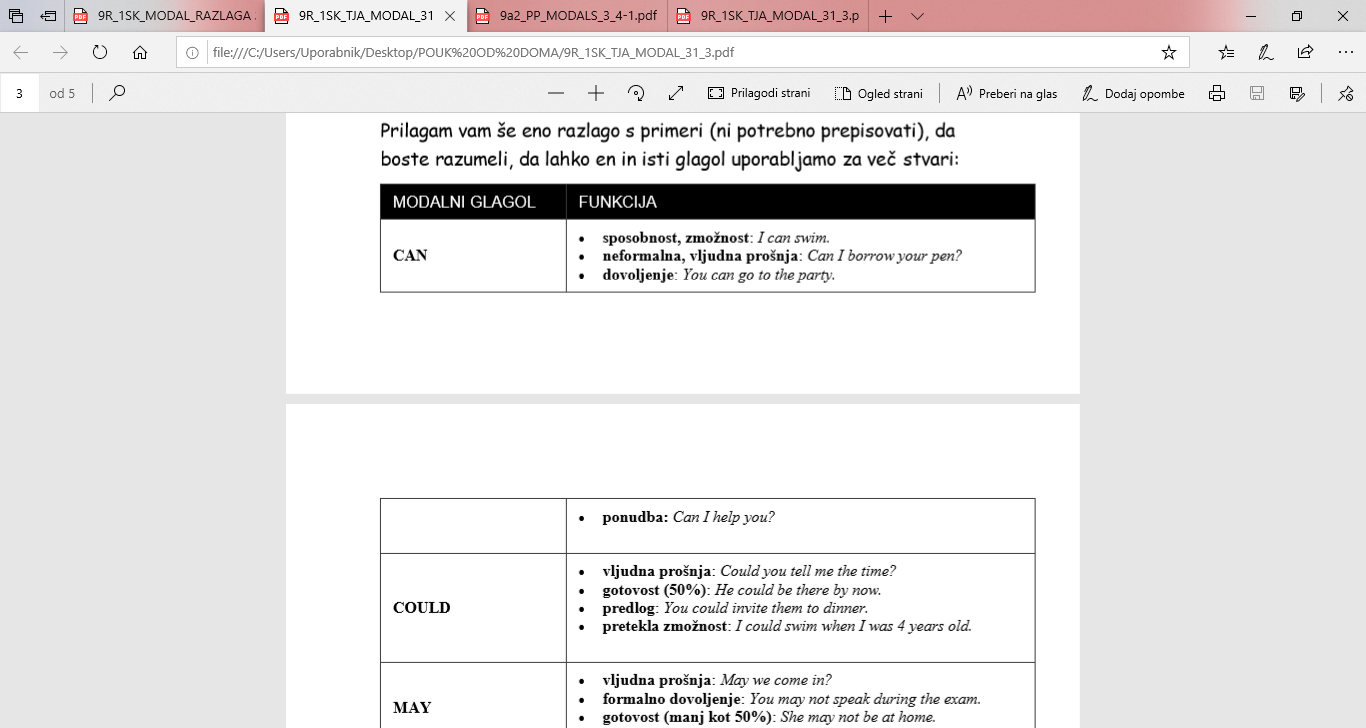 9R_1SK_MODAL_RAZLAGA
9R_1SK_TJA_MODAL_31
9a2_PP_MODALS_3_4-1.pdf
9R_1SK_TJA_MODAL_31_3.p
file:///C:/Users/Uporabnik/Desktop/POUK%20OD%20DOMA/9R_1SK_TJA_MODAL_31_3.pdf
3 od 5
Prilagodi strani
Ogled strani
Preberi na glas
Dodaj opombe
Prilagam vam še eno razlago s primeri (ni potrebno prepisovati), da
boste razumeli, da lahko en in isti glagol uporabljamo za več stvari:
MODALNI GLAGOL
FUNKCIJA
CAN
• sposobnost, zmožnost: I can swim.
• neformalna, vljudna prošnja: Can I borrow your pen?
• dovoljenje: You can go to the party.
• ponudba: Can I help you?
COULD
• vljudna prošnja: Could you tell me the time?
• gotovost (50%): He could be there by now.
• predlog: You could invite them to dinner.
• pretekla zmožnost: I could swim when I was 4 years old.
MAY
• vljudna prošnja: May we come in?
• formalno dovoljenje: You may not speak during the exam.
• gotovost (manj kot 50%): She may not be at home.